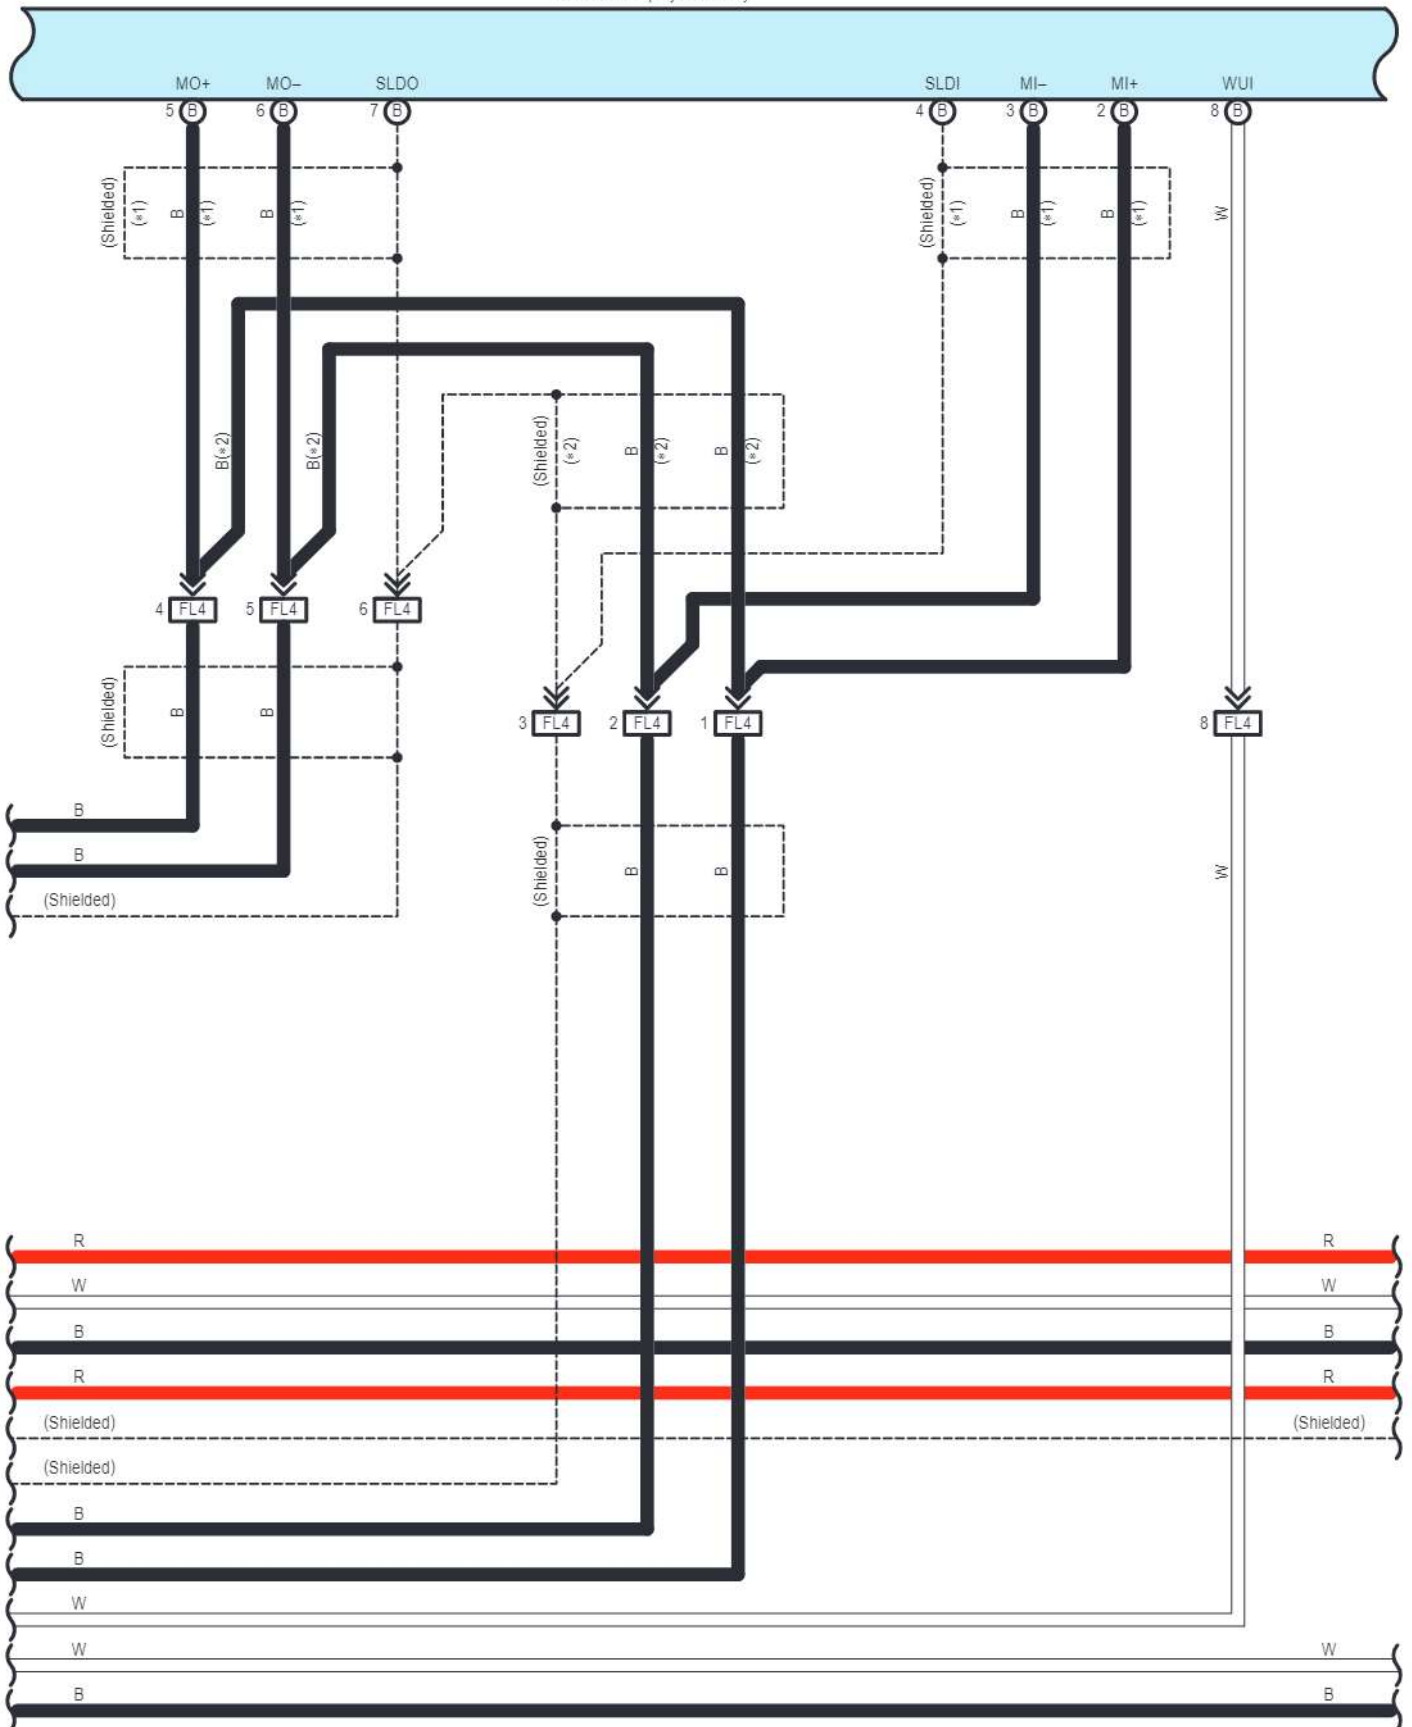 MO+ MO– SLDO SLDI MI– MI+ WUI
5 B 6 B 7 B 4 B 3 B 2 B 8 B
(Shielded) (*1) B (*1) B (*1) (Shielded) (*1) B (*1) B (*1) W
B(*2) B(*2) (Shielded) (*2) B (*2) B (*2)
4 FL4 5 FL4 6 FL4
(Shielded) B B
3 FL4 2 FL4 1 FL4 8 FL4
B
B
(Shielded) B B W
(Shielded)
R R
W W
B B
R R
(Shielded) (Shielded)
(Shielded)
B
B
W
W W
B B